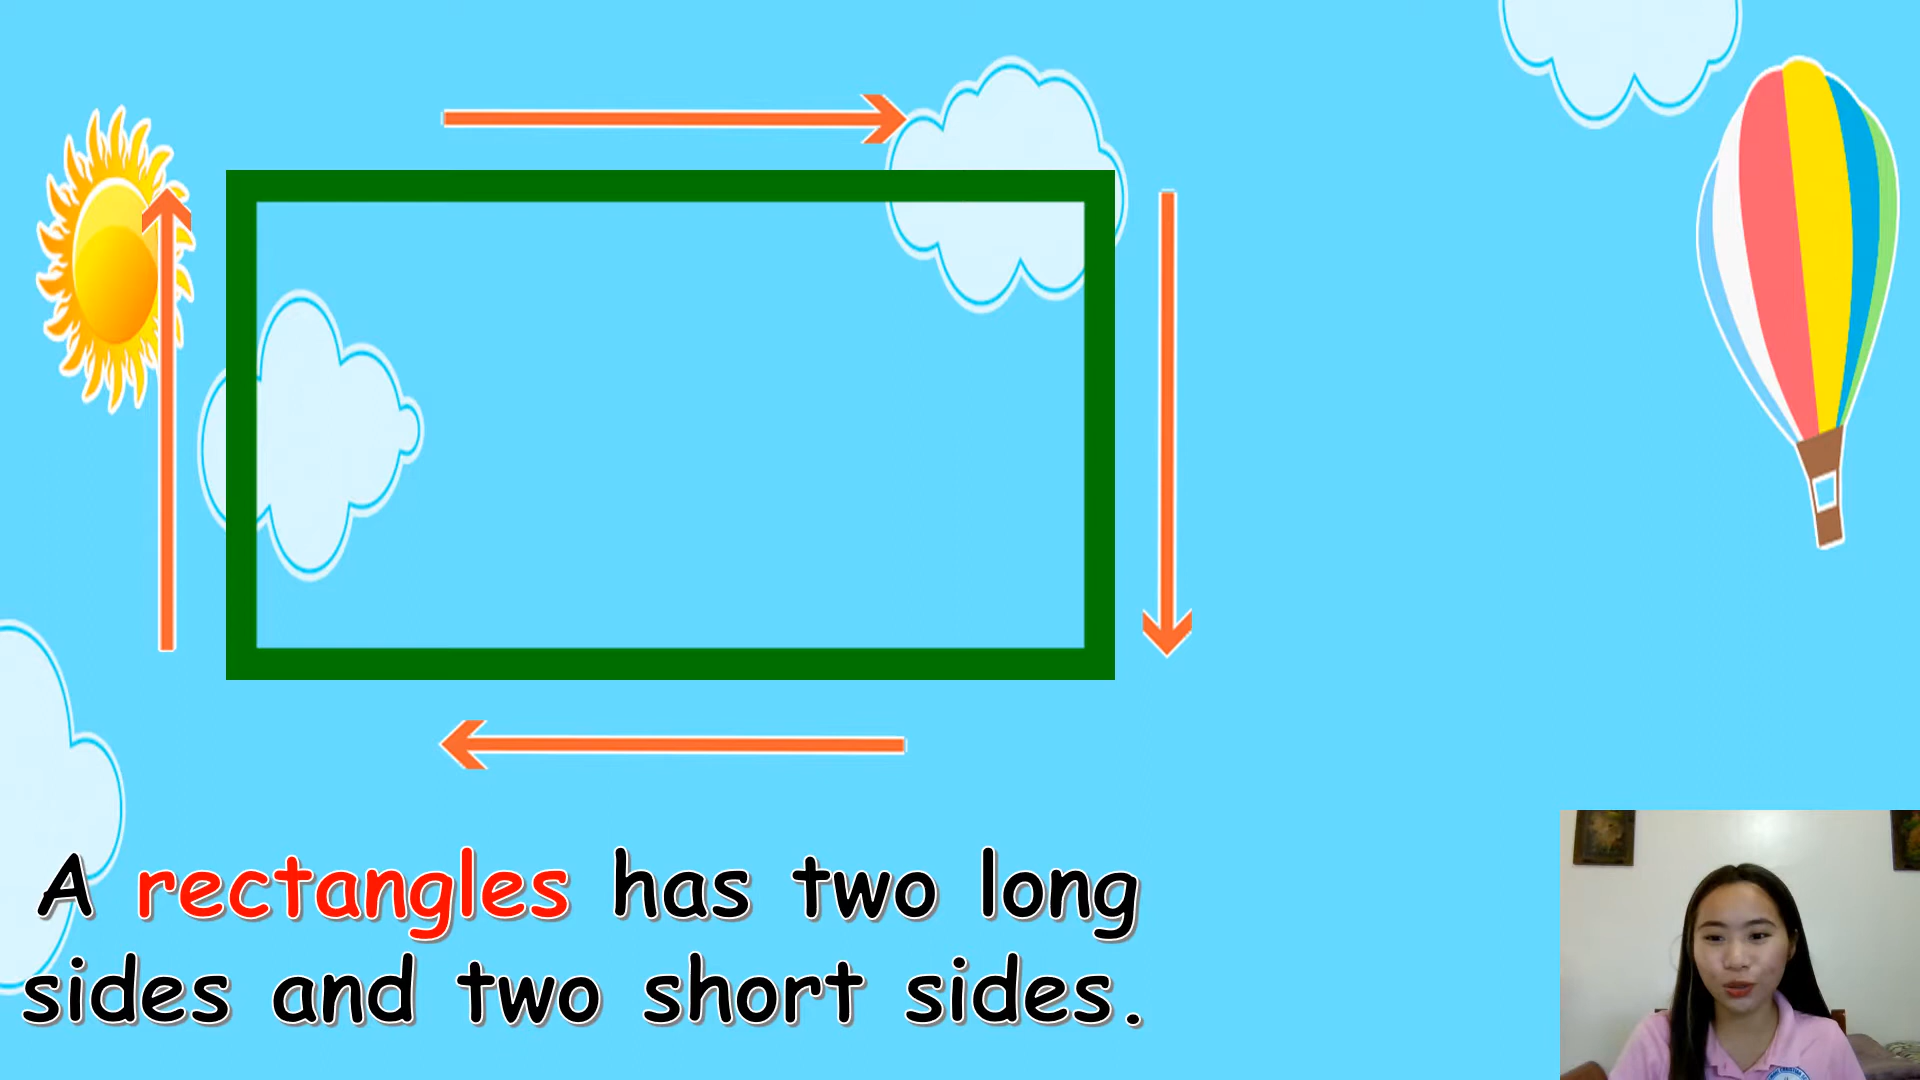 A rectangles has two long
sides and two short sides.